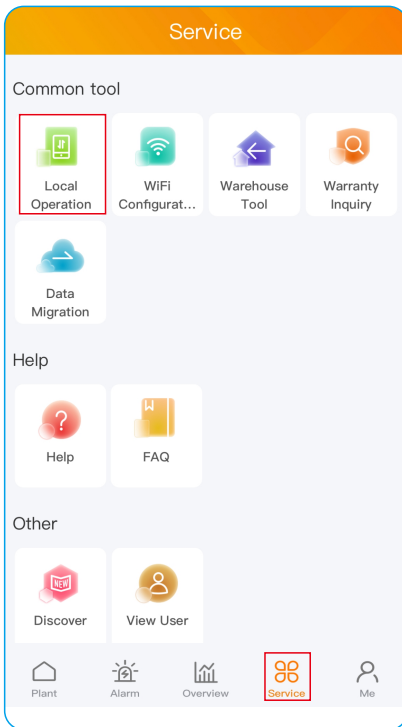 Service
Common tool
Local
Operation
WiFi
Configurat...
Warehouse
Tool
Warranty
Inquiry
Data
Migration
Help
?
Help
FAQ
Other
NEW
Discover
View User
Plant
Alarm
Overview
Service
Me